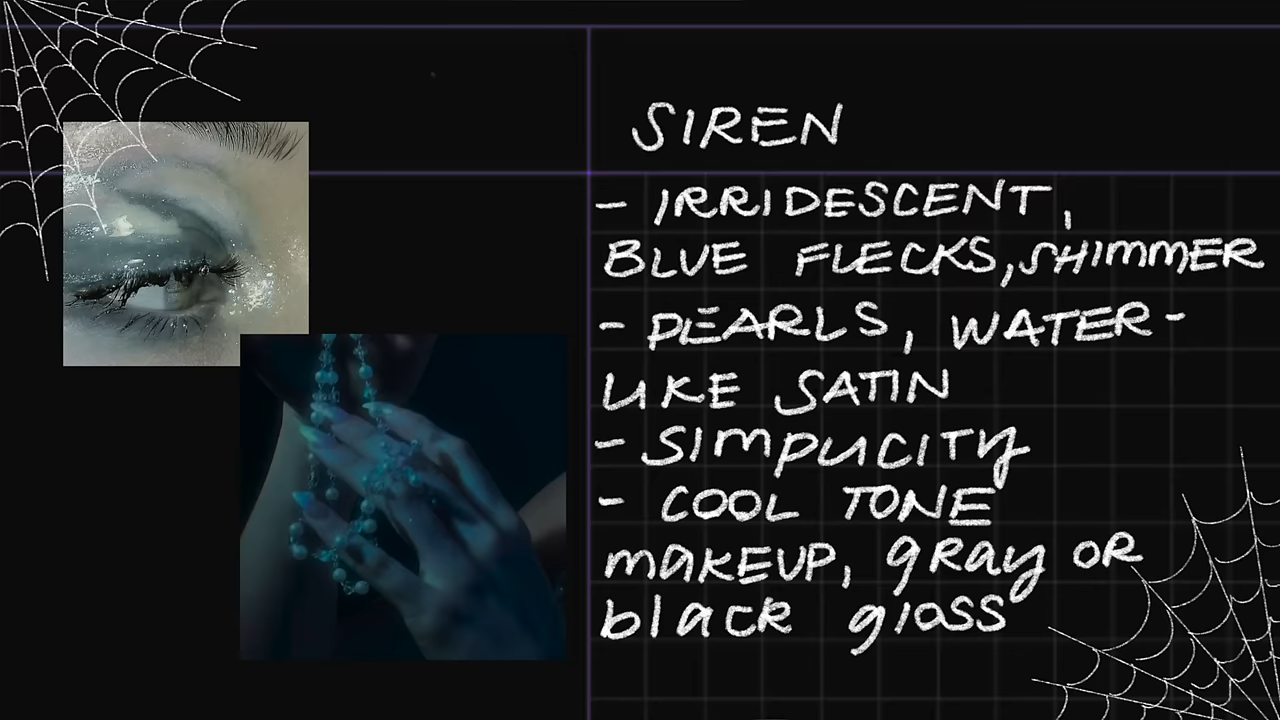 SIREN
- IRRIDESCENT,
BLUE FLECKS, SHIMMER
- PEARLS, WATER-
LIKE SATIN
- SIMPLICITY
- COOL TONE
MAKEUP, GRAY OR
black gloss